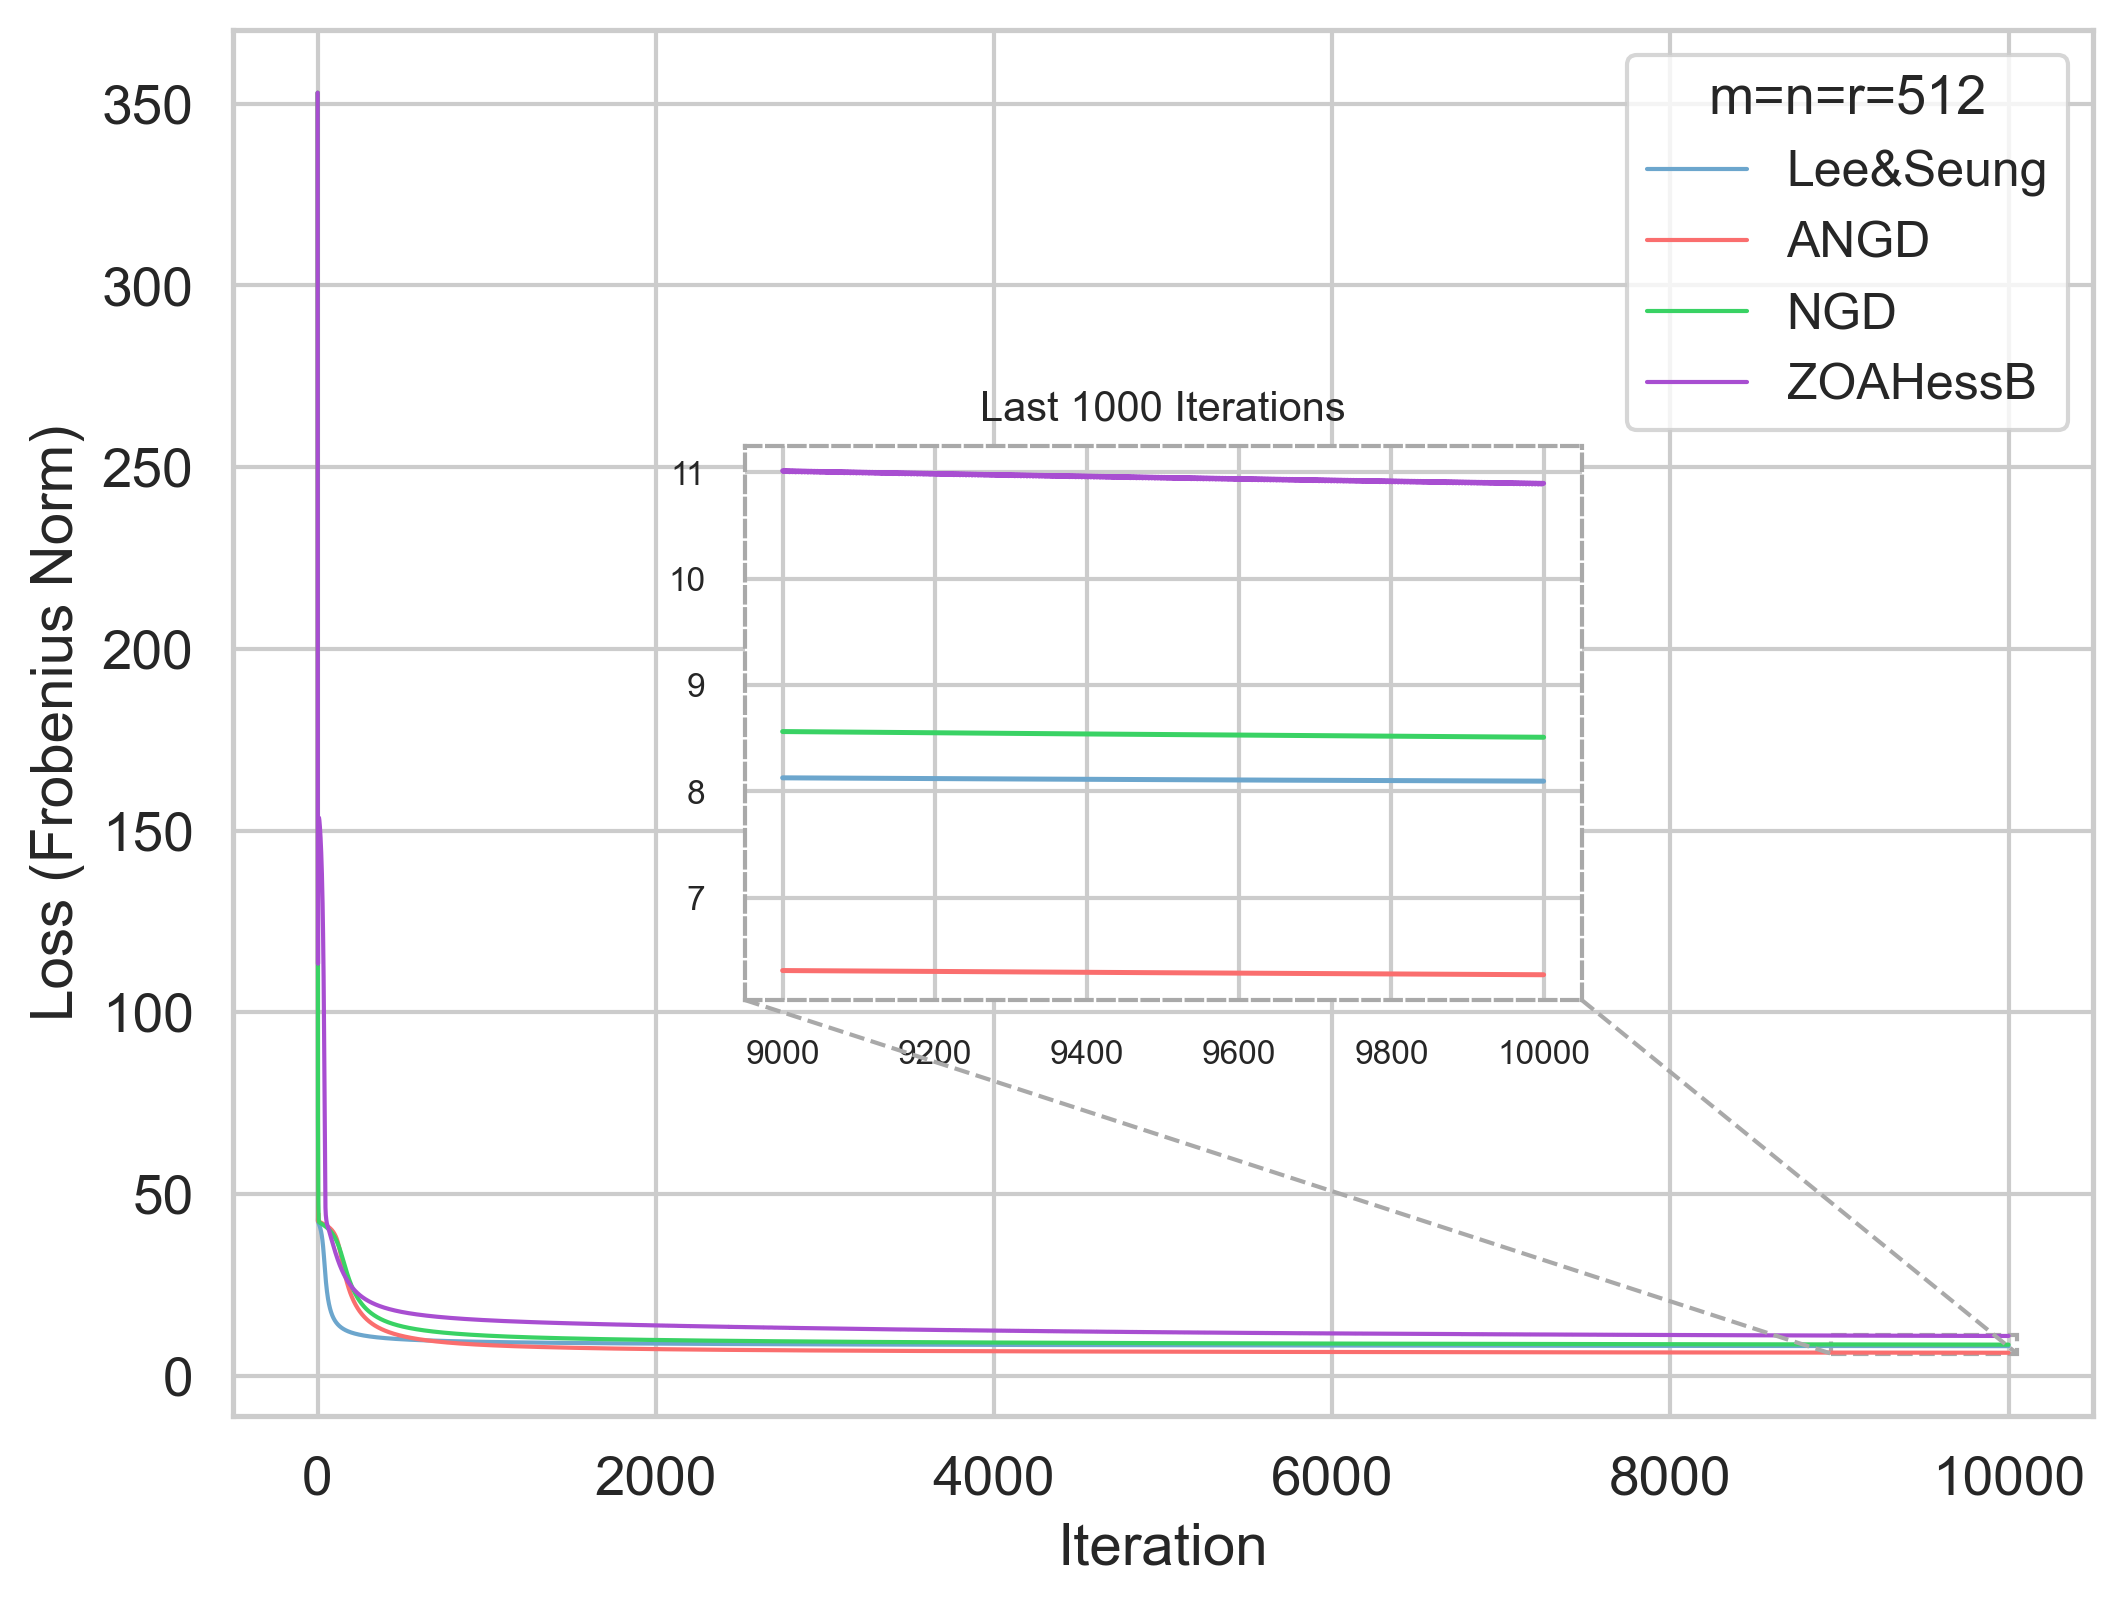 350
300
250
200
150
100
50
0
Loss (Frobenius Norm)
m=n=r=512
Lee&Seung
ANGD
NGD
ZOAHessB
Last 1000 Iterations
11
10
9
8
7
9000 9200 9400 9600 9800 10000
0 2000 4000 6000 8000 10000
Iteration